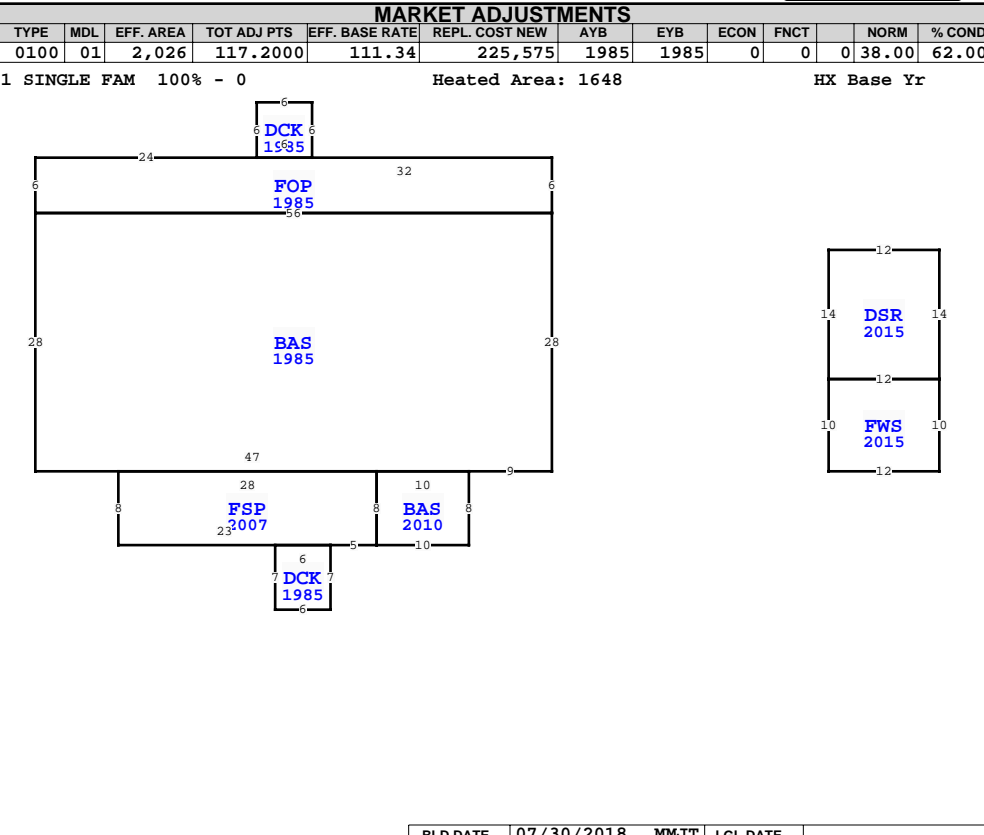 MARKET ADJUSTMENTS
TYPE MDL EFF. AREA TOT ADJ PTS EFF. BASE RATE REPL. COST NEW AYB EYB ECON FNCT NORM % COND
0100 01 2,026 117.2000 111.34 225,575 1985 1985 0 0 0 38.00 62.00
1 SINGLE FAM 100% - 0 Heated Area: 1648 HX Base Yr
6
6 DCK 6
1985
6
24
32
6 FOP 6
1985
56
12
14 DSR 14
2015
28 BAS 28
1985
12
10 FWS 10
2015
12
47
9
28 10
8 FSP 8 BAS 8
2007 2010
23
5 10
6
7 DCK 7
1985
6
BLD DATE 07/30/2018 MMJT LGL DATE